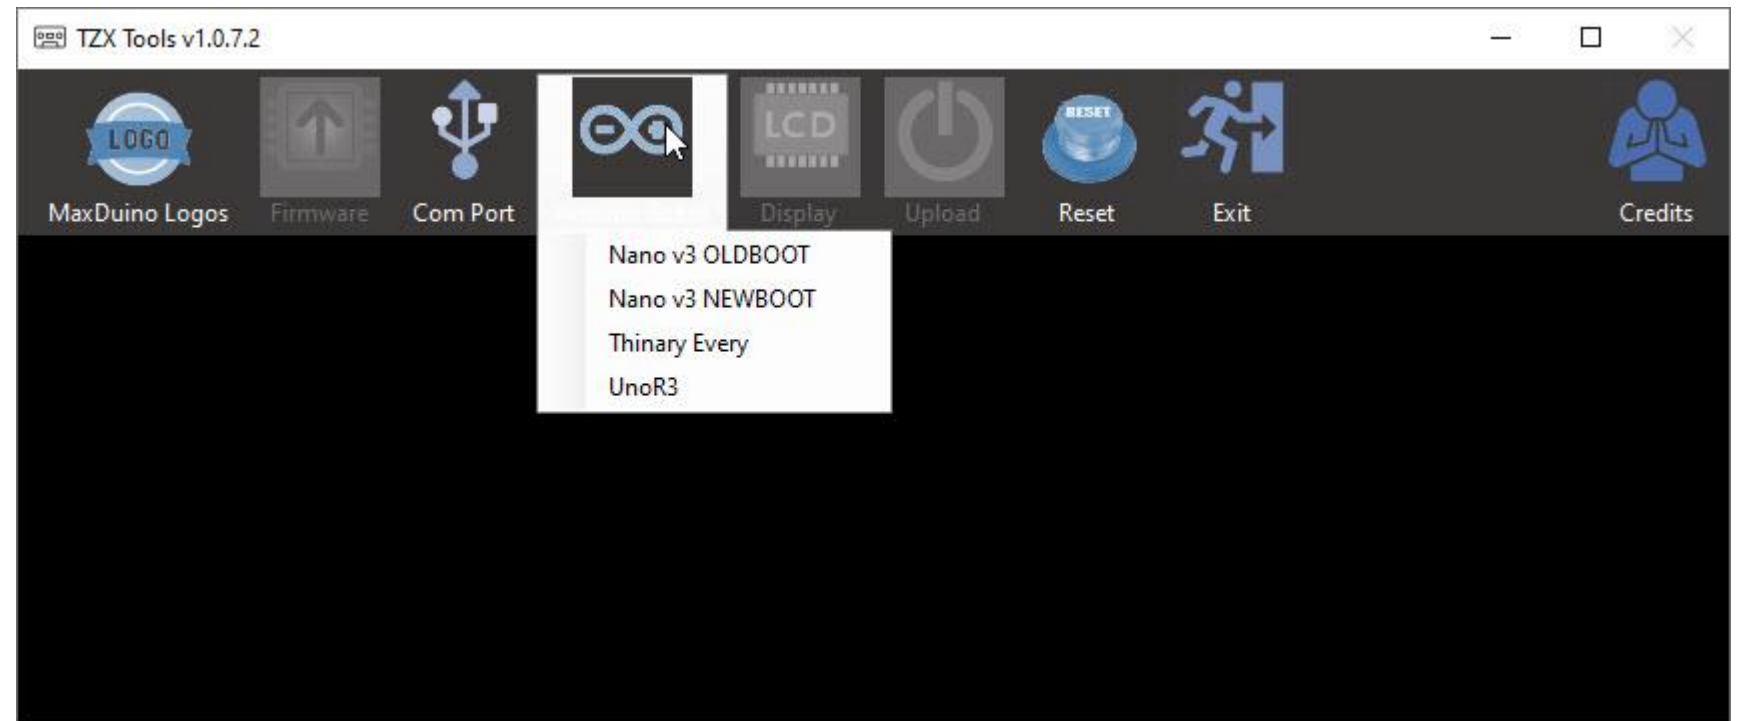 TZX Tools v1.0.7.2
LOGO
LCD
RESET
MaxDuino Logos
Firmware
Com Port
Display
Upload
Reset
Exit
Credits
Nano v3 OLDBOOT
Nano v3 NEWBOOT
Thinary Every
UnoR3